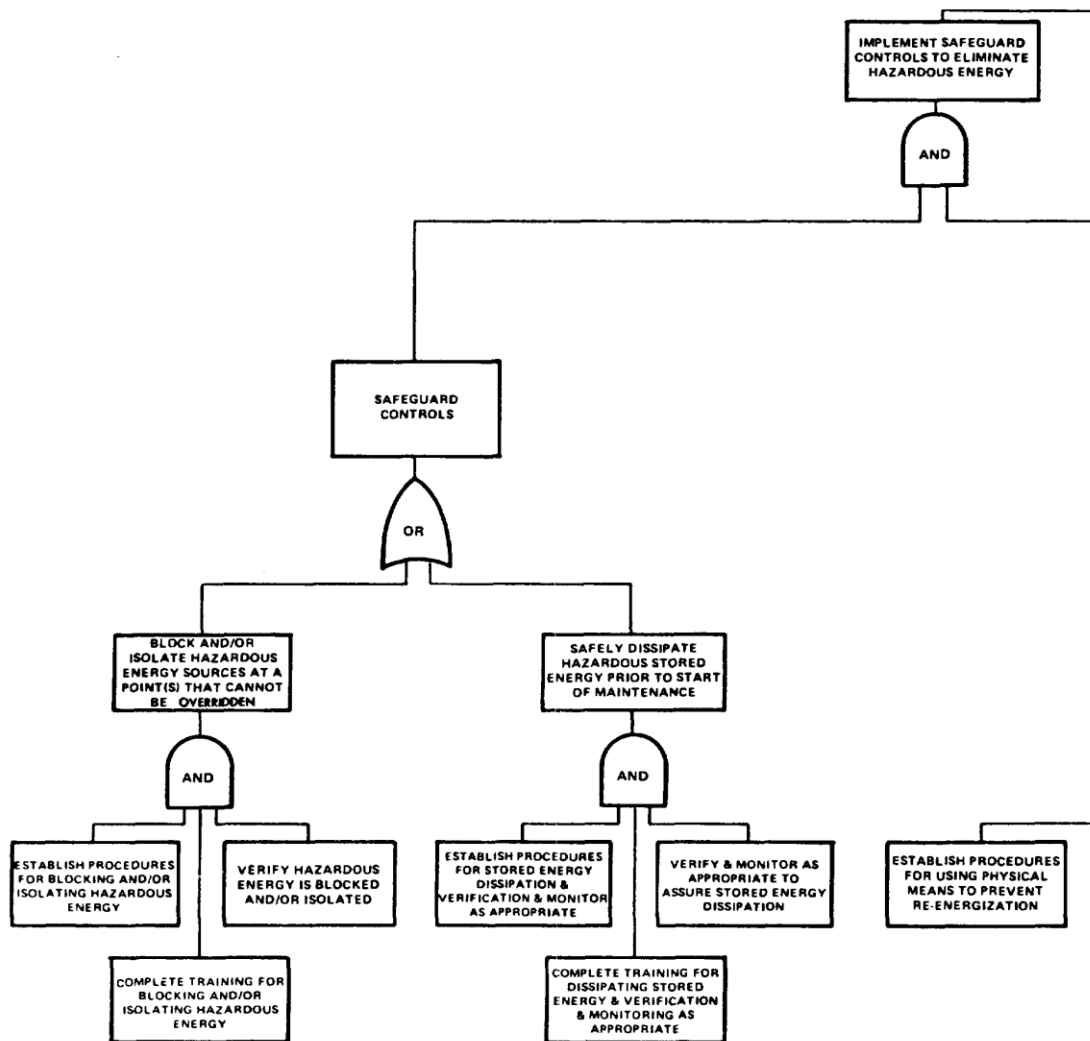 IMPLEMENT SAFEGUARD
CONTROLS TO ELIMINATE
HAZARDOUS ENERGY
AND
SAFEGUARD
CONTROLS
OR
BLOCK AND/OR
ISOLATE HAZARDOUS
ENERGY SOURCES AT A
POINT(S) THAT CANNOT
BE OVERRIDDEN
SAFELY DISSIPATE
HAZARDOUS STORED
ENERGY PRIOR TO START
OF MAINTENANCE
AND
AND
ESTABLISH PROCEDURES
FOR BLOCKING AND/OR
ISOLATING HAZARDOUS
ENERGY
VERIFY HAZARDOUS
ENERGY IS BLOCKED
AND/OR ISOLATED
ESTABLISH PROCEDURES
FOR STORED ENERGY
DISSIPATION &
VERIFICATION & MONITOR
AS APPROPRIATE
VERIFY & MONITOR AS
APPROPRIATE TO
ASSURE STORED ENERGY
DISSIPATION
ESTABLISH PROCEDURES
FOR USING PHYSICAL
MEANS TO PREVENT
RE-ENERGIZATION
COMPLETE TRAINING FOR
BLOCKING AND/OR
ISOLATING HAZARDOUS
ENERGY
COMPLETE TRAINING FOR
DISSIPATING STORED
ENERGY & VERIFICATION
& MONITORING AS
APPROPRIATE